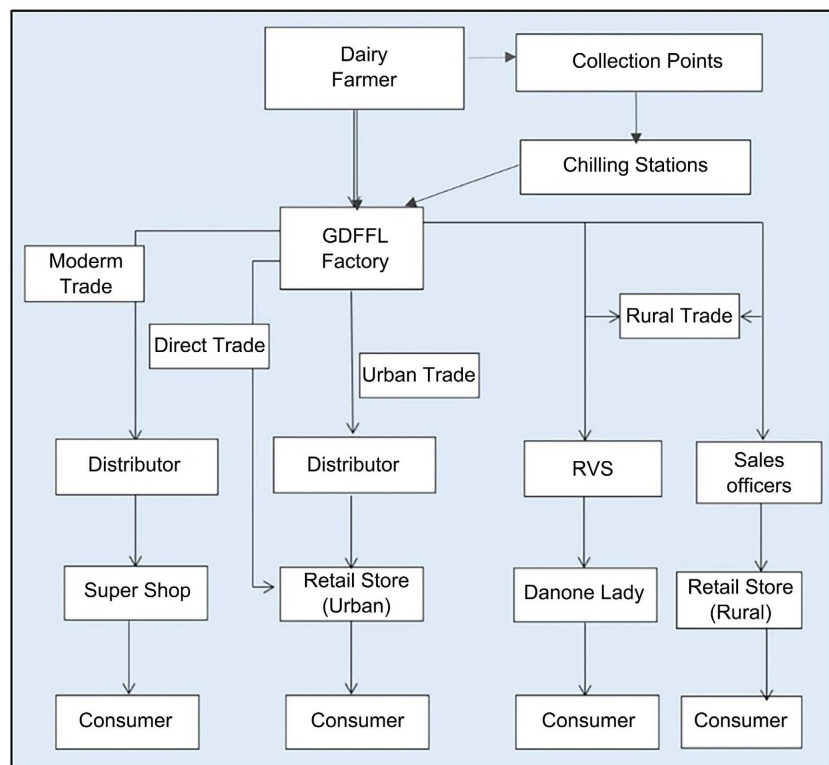 Dairy
Farmer
Collection Points
Chilling Stations
GDFFL
Factory
Moderm
Trade
Direct Trade
Urban Trade
Rural Trade
Distributor
Distributor
RVS
Sales
officers
Super Shop
Retail Store
(Urban)
Danone Lady
Retail Store
(Rural)
Consumer
Consumer
Consumer
Consumer